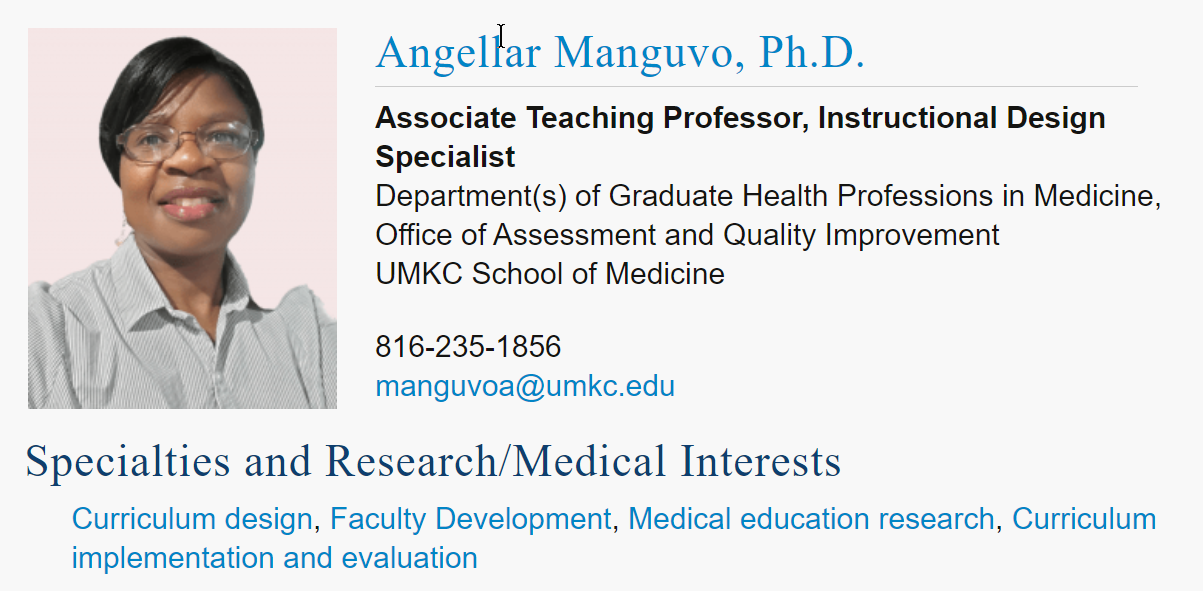 Angellar Manguvo, Ph.D.
Associate Teaching Professor, Instructional Design
Specialist
Department(s) of Graduate Health Professions in Medicine,
Office of Assessment and Quality Improvement
UMKC School of Medicine
816-235-1856
manguvoa@umkc.edu
Specialties and Research/Medical Interests
Curriculum design, Faculty Development, Medical education research, Curriculum
implementation and evaluation